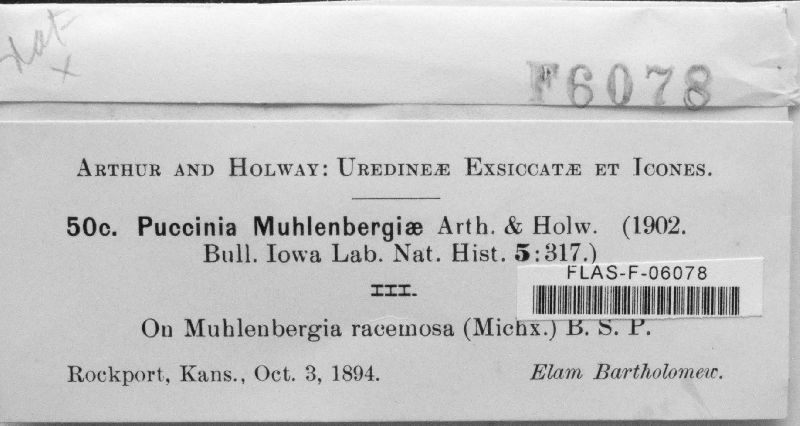 x
F6078
ARTHUR AND HOLWAY: UREDINEÆ EXSICCATÆ ET ICONES.
50c. Puccinia Muhlenbergiæ Arth. & Holw. (1902.
Bull. Iowa Lab. Nat. Hist. 5:317.)
FLAS-F-06078
III.
On Muhlenbergia racemosa (Michx.) B. S. P.
Rockport, Kans., Oct. 3, 1894. Elam Bartholomew.